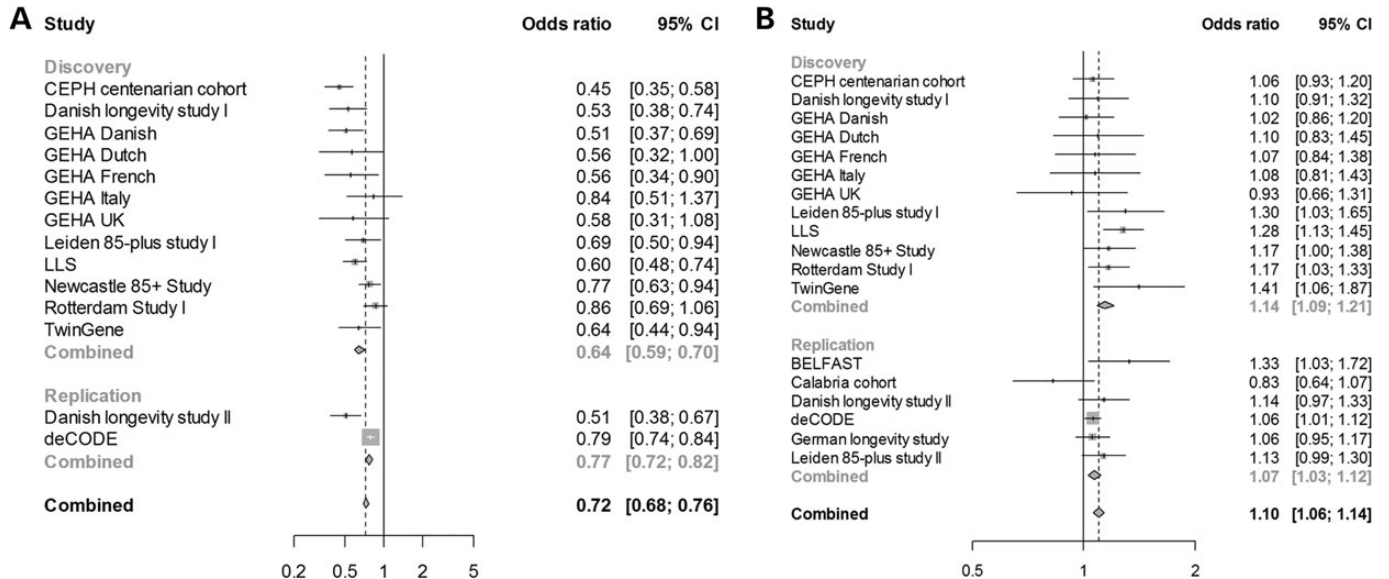 A Study Odds ratio 95% CI
Discovery
CEPH centenarian cohort 0.45 [0.35; 0.58]
Danish longevity study I 0.53 [0.38; 0.74]
GEHA Danish 0.51 [0.37; 0.69]
GEHA Dutch 0.56 [0.32; 1.00]
GEHA French 0.56 [0.34; 0.90]
GEHA Italy 0.84 [0.51; 1.37]
GEHA UK 0.58 [0.31; 1.08]
Leiden 85-plus study I 0.69 [0.50; 0.94]
LLS 0.60 [0.48; 0.74]
Newcastle 85+ Study 0.77 [0.63; 0.94]
Rotterdam Study I 0.86 [0.69; 1.06]
TwinGene 0.64 [0.44; 0.94]
Combined 0.64 [0.59; 0.70]
Replication
Danish longevity study II 0.51 [0.38; 0.67]
deCODE 0.79 [0.74; 0.84]
Combined 0.77 [0.72; 0.82]
Combined 0.72 [0.68; 0.76]
0.2 0.5 1 2 5
B Study Odds ratio 95% CI
Discovery
CEPH centenarian cohort 1.06 [0.93; 1.20]
Danish longevity study I 1.10 [0.91; 1.32]
GEHA Danish 1.02 [0.86; 1.20]
GEHA Dutch 1.10 [0.83; 1.45]
GEHA French 1.07 [0.84; 1.38]
GEHA Italy 1.08 [0.81; 1.43]
GEHA UK 0.93 [0.66; 1.31]
Leiden 85-plus study I 1.30 [1.03; 1.65]
LLS 1.28 [1.13; 1.45]
Newcastle 85+ Study 1.17 [1.00; 1.38]
Rotterdam Study I 1.17 [1.03; 1.33]
TwinGene 1.41 [1.06; 1.87]
Combined 1.14 [1.09; 1.21]
Replication
BELFAST 1.33 [1.03; 1.72]
Calabria cohort 0.83 [0.64; 1.07]
Danish longevity study II 1.14 [0.97; 1.33]
deCODE 1.06 [1.01; 1.12]
German longevity study 1.06 [0.95; 1.17]
Leiden 85-plus study II 1.13 [0.99; 1.30]
Combined 1.07 [1.03; 1.12]
Combined 1.10 [1.06; 1.14]
0.5 1 2